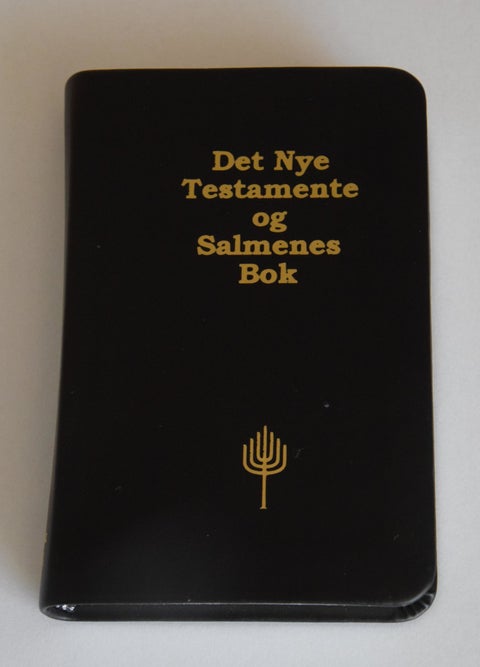 Det Nye
Testamente
og
Salmenes
Bok